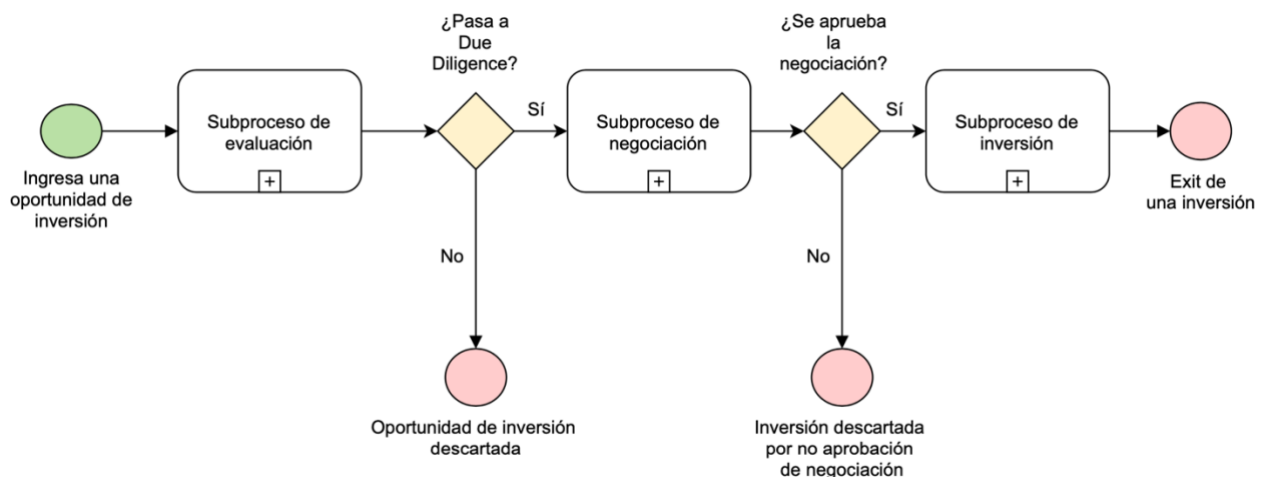 ¿Pasa a
Due
Diligence?
¿Se aprueba
la
negociación?
Subproceso de
evaluación
+
Sí
Subproceso de
negociación
+
Sí
Subproceso de
inversión
+
Ingresa una
oportunidad de
inversión
Exit de
una inversión
No
No
Oportunidad de inversión
descartada
Inversión descartada
por no aprobación
de negociación